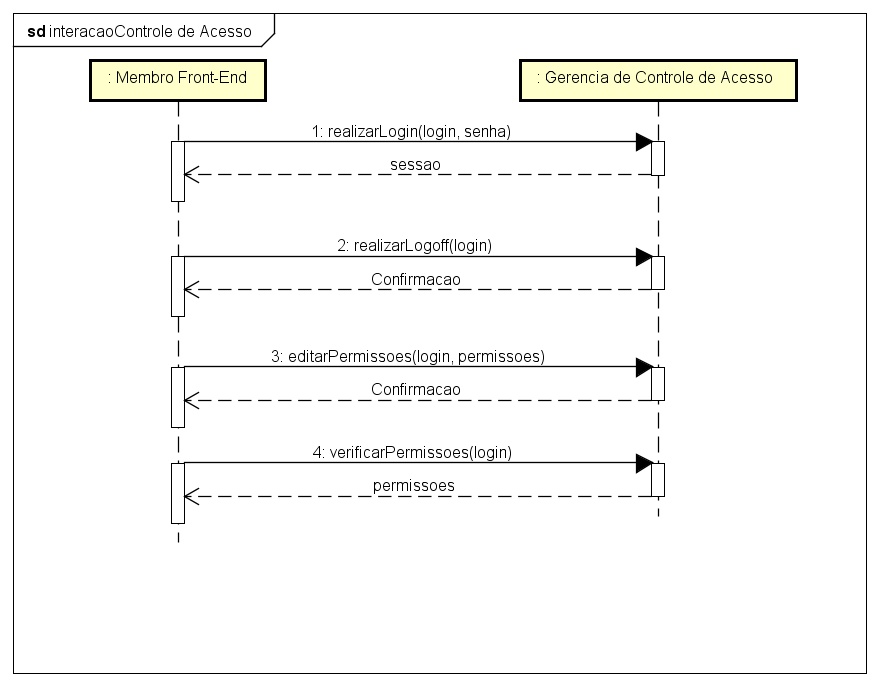 sd interacaoControle de Acesso
: Membro Front-End
: Gerencia de Controle de Acesso
1: realizarLogin(login, senha)
sessao
2: realizarLogoff(login)
Confirmacao
3: editarPermissoes(login, permissoes)
Confirmacao
4: verificarPermissoes(login)
permissoes